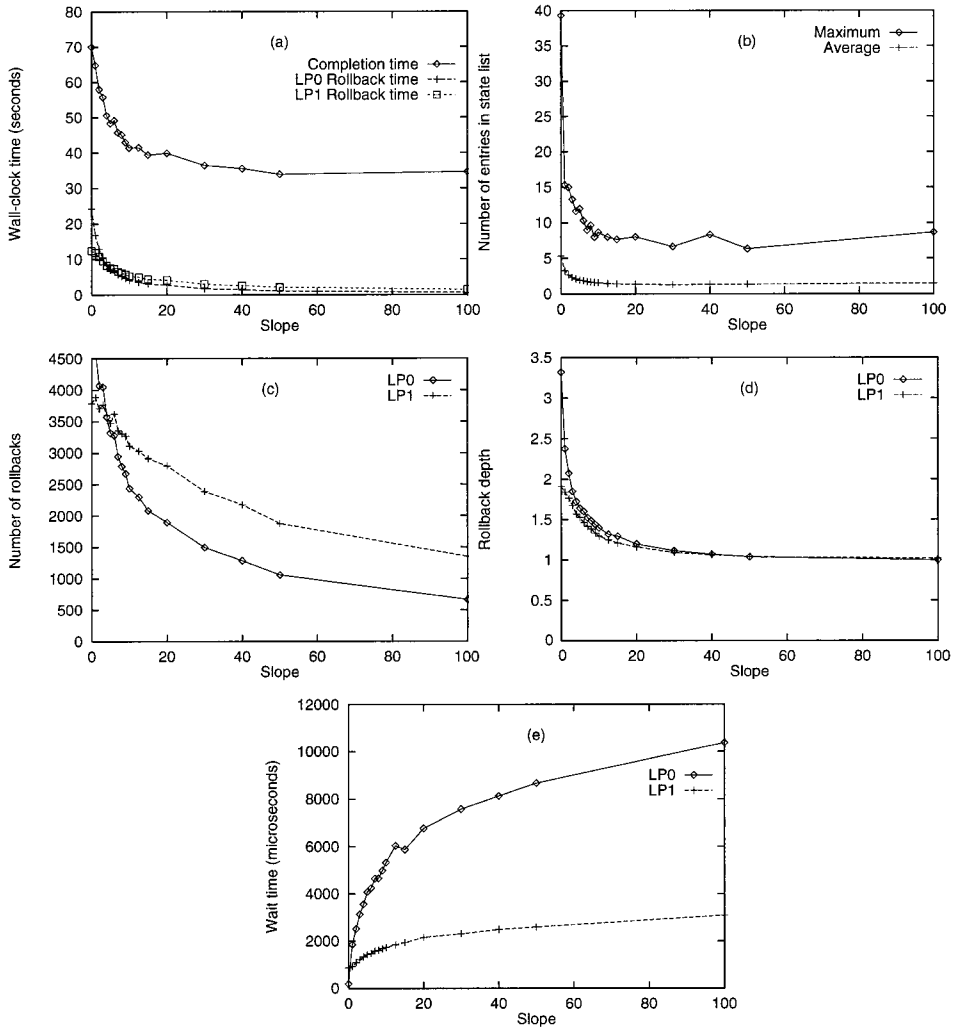 (a)
Wall-clock time (seconds)
80
70
60
50
40
30
20
10
0
Completion time
LP0 Rollback time
LP1 Rollback time
0 20 40 60 80 100
Slope
(b)
Number of entries in state list
40
35
30
25
20
15
10
5
0
Maximum
Average
0 20 40 60 80 100
Slope
(c)
Number of rollbacks
4500
4000
3500
3000
2500
2000
1500
1000
500
0
LP0
LP1
0 20 40 60 80 100
Slope
(d)
Rollback depth
3.5
3
2.5
2
1.5
1
0.5
0
LP0
LP1
0 20 40 60 80 100
Slope
(e)
Wait time (microseconds)
12000
10000
8000
6000
4000
2000
0
LP0
LP1
0 20 40 60 80 100
Slope